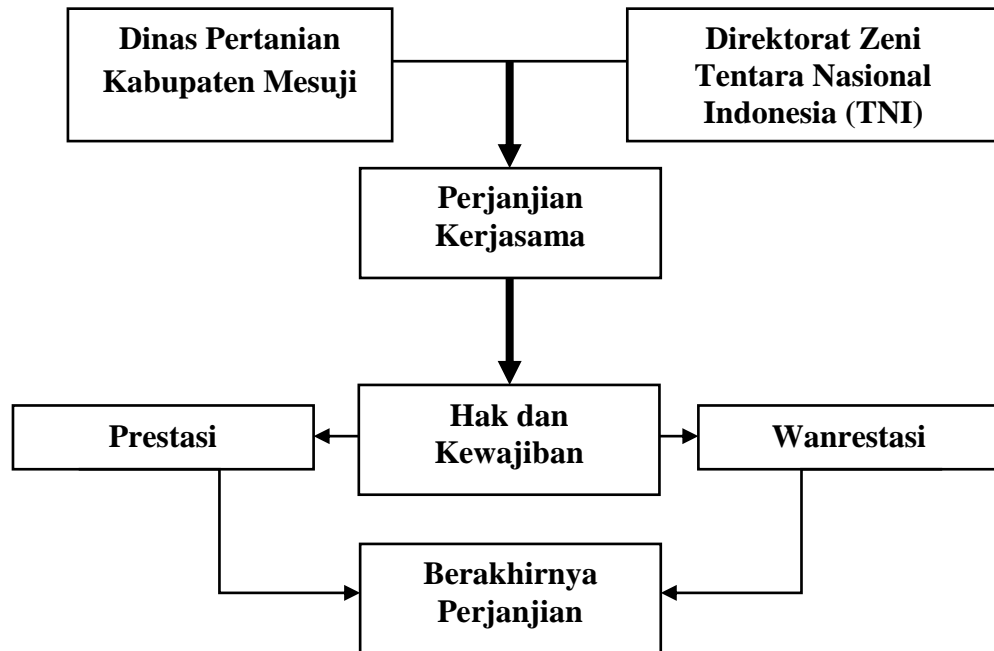 Dinas Pertanian
Kabupaten Mesuji
Direktorat Zeni
Tentara Nasional
Indonesia (TNI)
Perjanjian
Kerjasama
Hak dan
Kewajiban
Prestasi
Wanrestasi
Berakhirnya
Perjanjian